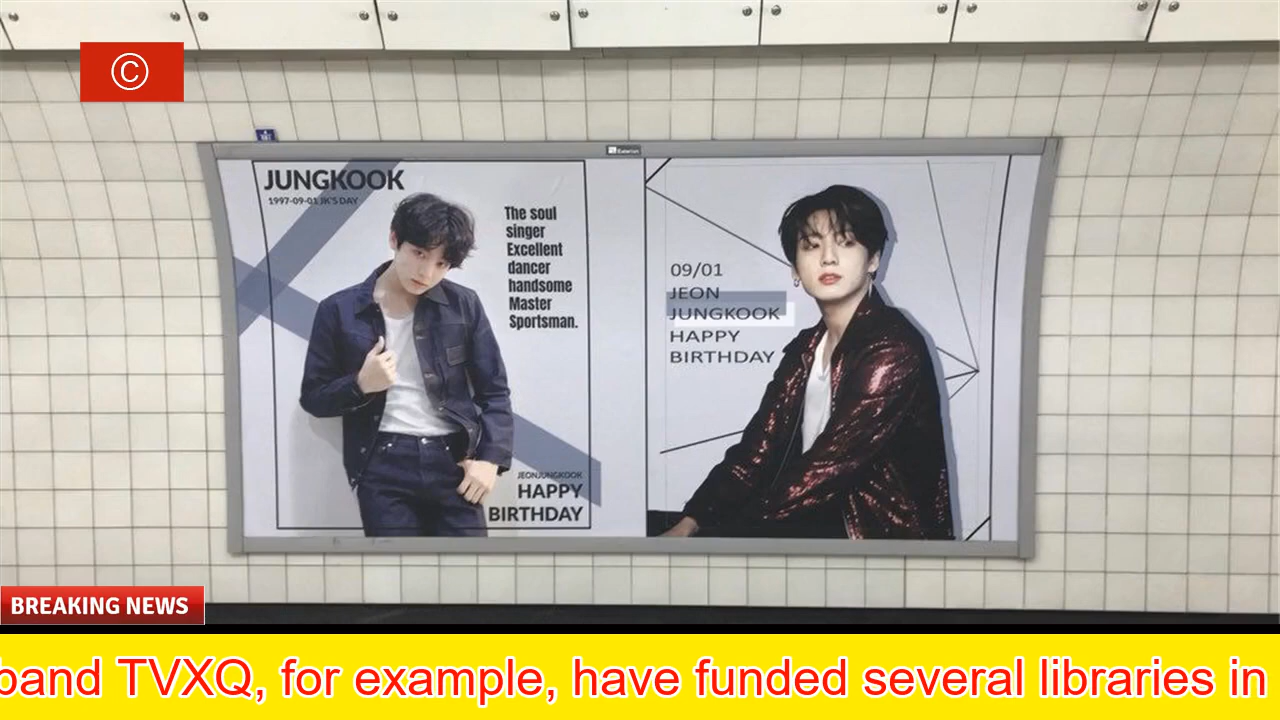 ©
JUNGKOOK
1997-09-01 JK'S DAY
The soul
singer
Excellent
dancer
handsome
Master
Sportsman.
JEONJUNGKOOK
HAPPY
BIRTHDAY
09/01
JEON
JUNGKOOK
HAPPY
BIRTHDAY
BREAKING NEWS
band TVXQ, for example, have funded several libraries in